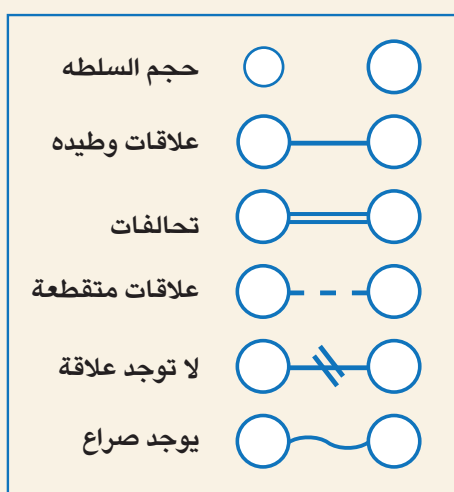 حجم السلطه
علاقات وطيده
تحالفات
علاقات متقطعة
لا توجد علاقة
يوجد صراع